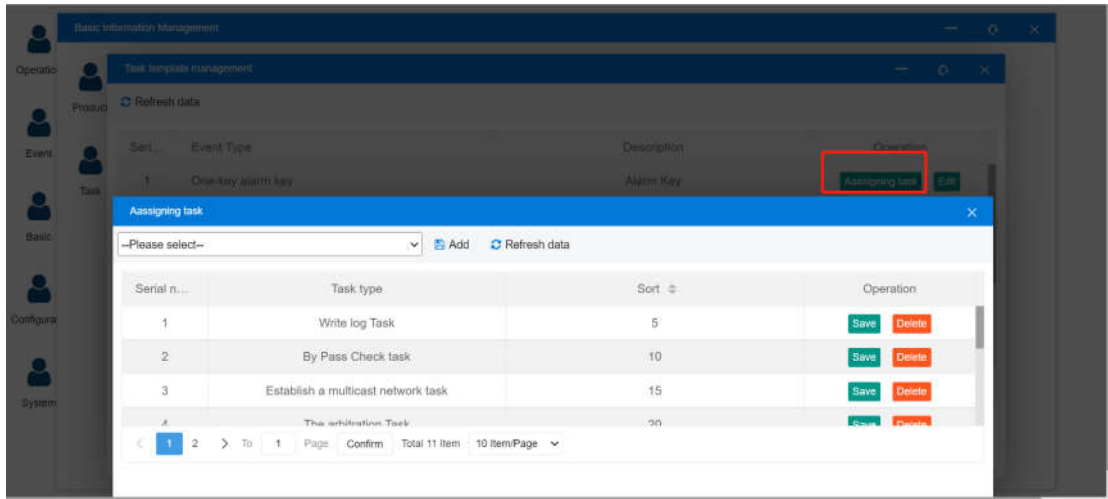 Basic Information Management
Operatio
Task template management
Product
Refresh data
Seri... Event Type Description Operation
Event
1 One-key alarm key Alarm Key Aassigning task Edit
Task
Aassigning task
Basic
--Please select-- Add Refresh data
Serial n... Task type Sort Operation
Configura
1 Write log Task 5 Save Delete
2 By Pass Check task 10 Save Delete
System
3 Establish a multicast network task 15 Save Delete
4 The arbitration Task 20 Save Delete
1 2 To 1 Page Confirm Total 11 Item 10 Item/Page